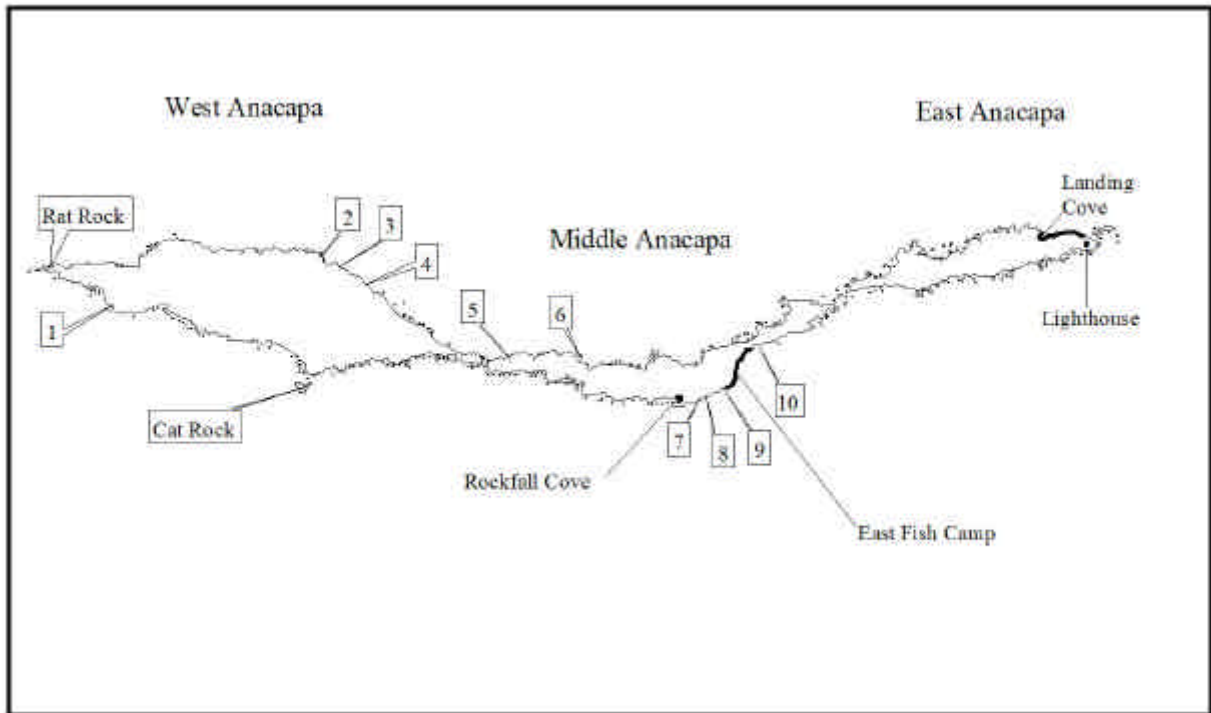 West Anacapa
East Anacapa
Landing
Cove
Rat Rock
2
3
Middle Anacapa
4
5
6
1
Lighthouse
10
Cat Rock
7
8
9
Rockfall Cove
East Fish Camp